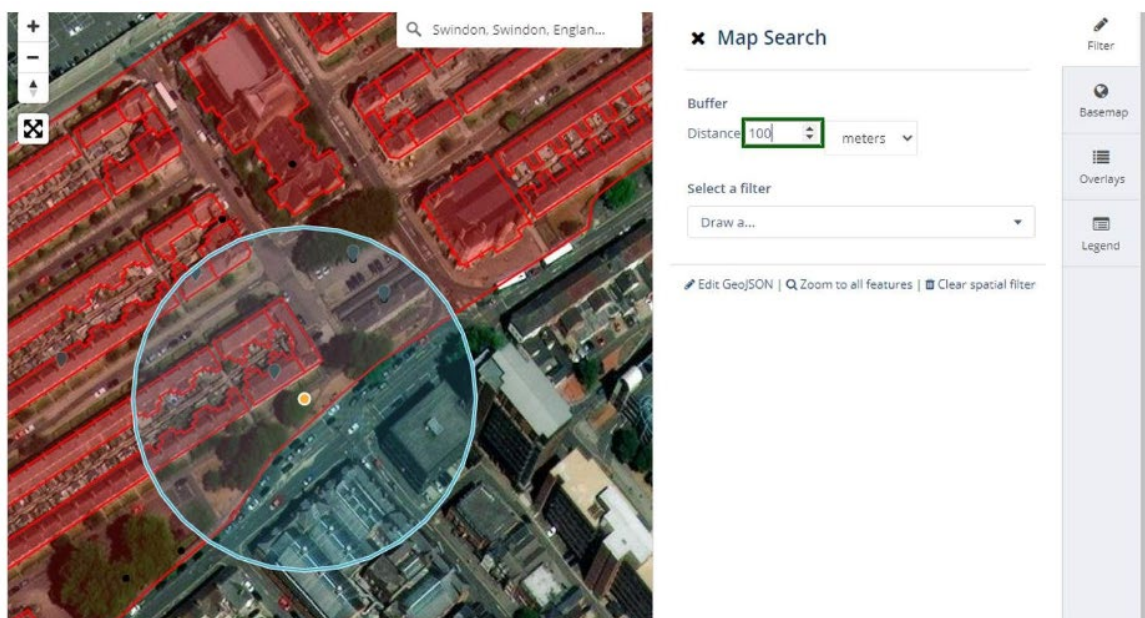 Swindon, Swindon, Englan...
Map Search
Filter
Buffer
Distance 100 meters
Basemap
Select a filter
Overlays
Draw a...
Legend
Edit GeoJSON | Zoom to all features | Clear spatial filter